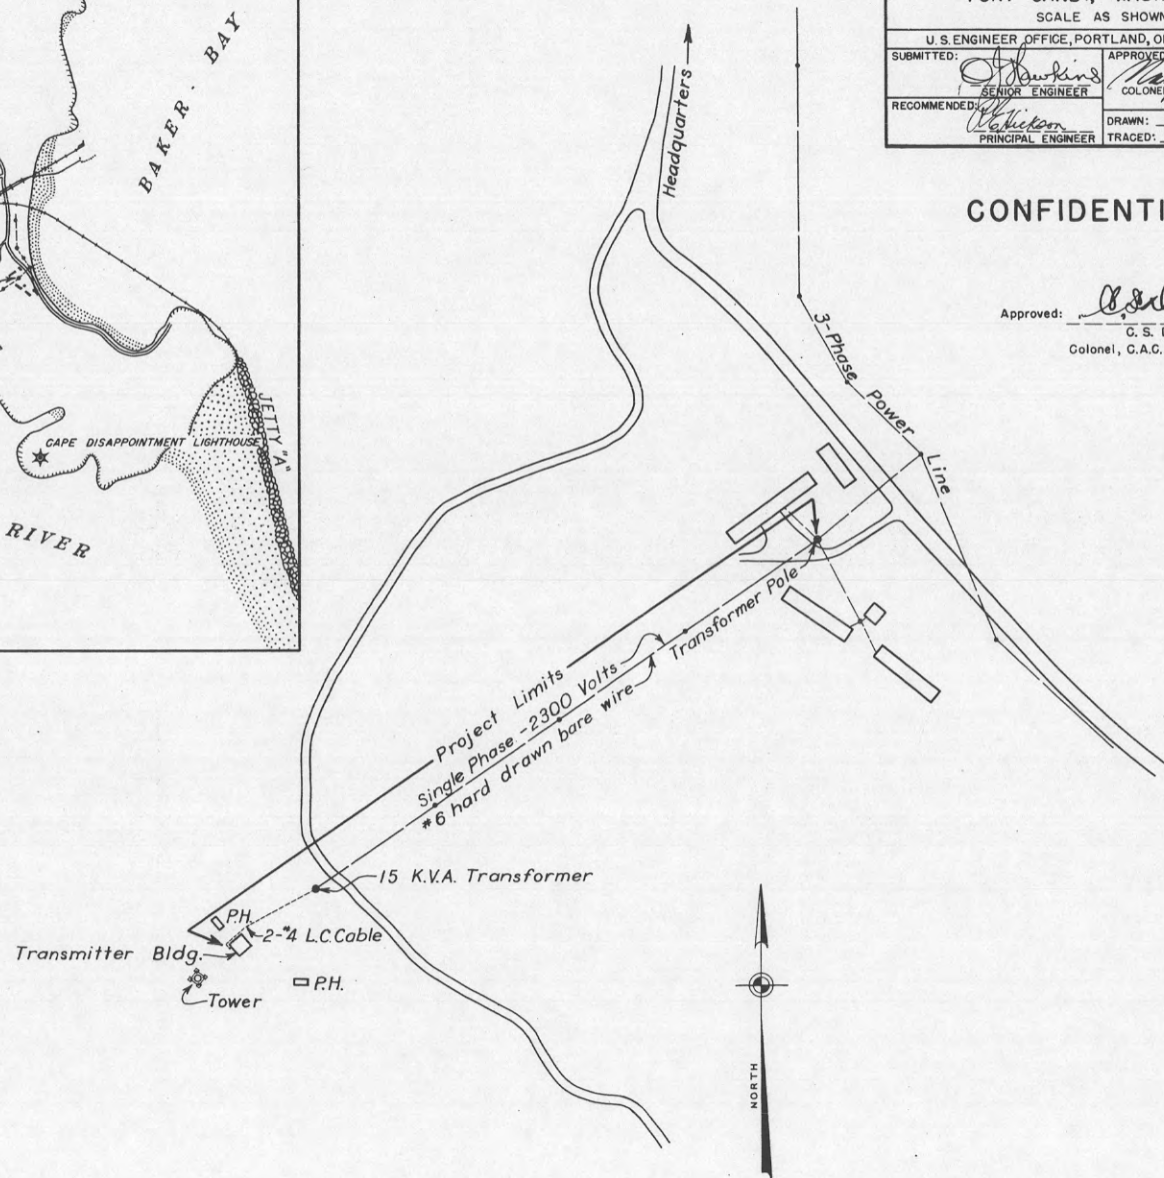 SCALE AS SHOWN
U.S. ENGINEER OFFICE, PORTLAND,
SUBMITTED:
APPROVED
SENIOR ENGINEER
COLONEL
RECOMMENDED:
PRINCIPAL ENGINEER
DRAWN:
TRACED:
CONFIDENTI
Approved:
C. S.
Colonel, C.A.C.
BAKER BAY
JETTY "A"
CAPE DISAPPOINTMENT LIGHTHOUSE
RIVER
Headquarters
3-Phase Power Line
Transformer Pole
Project Limits
Single Phase - 2300 Volts
#6 hard drawn bare wire
15 K.V.A. Transformer
P.H.
2-#4 L.C. Cable
Transmitter Bldg.
P.H.
Tower
NORTH